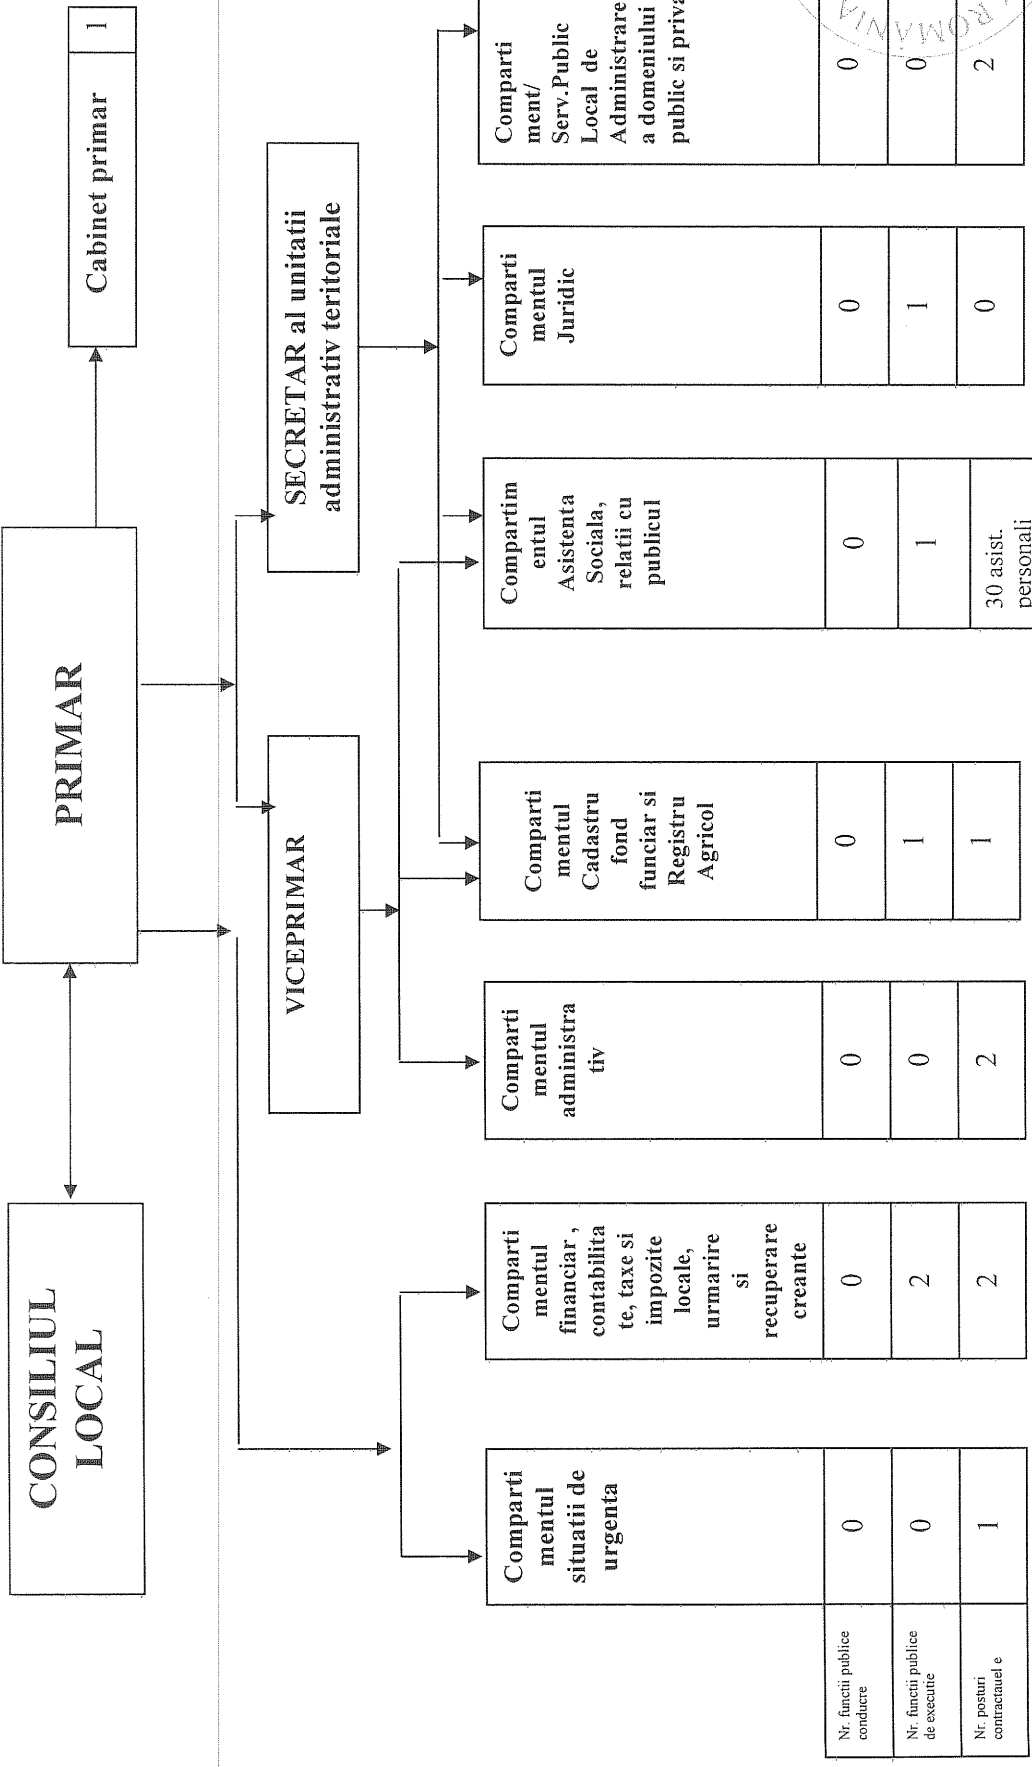 CONSILIUL
LOCAL
PRIMAR
Cabinet primar
1
VICEPRIMAR
SECRETAR al unitatii
administrativ teritoriale
Comparti
mentul
situatii de
urgenta
Comparti
mentul
financiar ,
contabilita
te, taxe si
impozite
locale,
urmarire
si
recuperare
creante
Comparti
mentul
administra
tiv
Comparti
mentul
Cadastru
fond
funciar si
Registru
Agricol
Compartim
entul
Asistenta
Sociala,
relatii cu
publicul
Comparti
mentul
Juridic
Comparti
ment/
Serv.Public
Local de
Administrare
a domeniului
public si priva
Nr. functii publice
conducre
0
0
0
0
0
0
0
Nr. functii publice
de executie
0
2
0
1
1
1
0
Nr. posturi
contractauel e
1
2
2
1
30 asist.
personali
0
2
ROMÂNIA